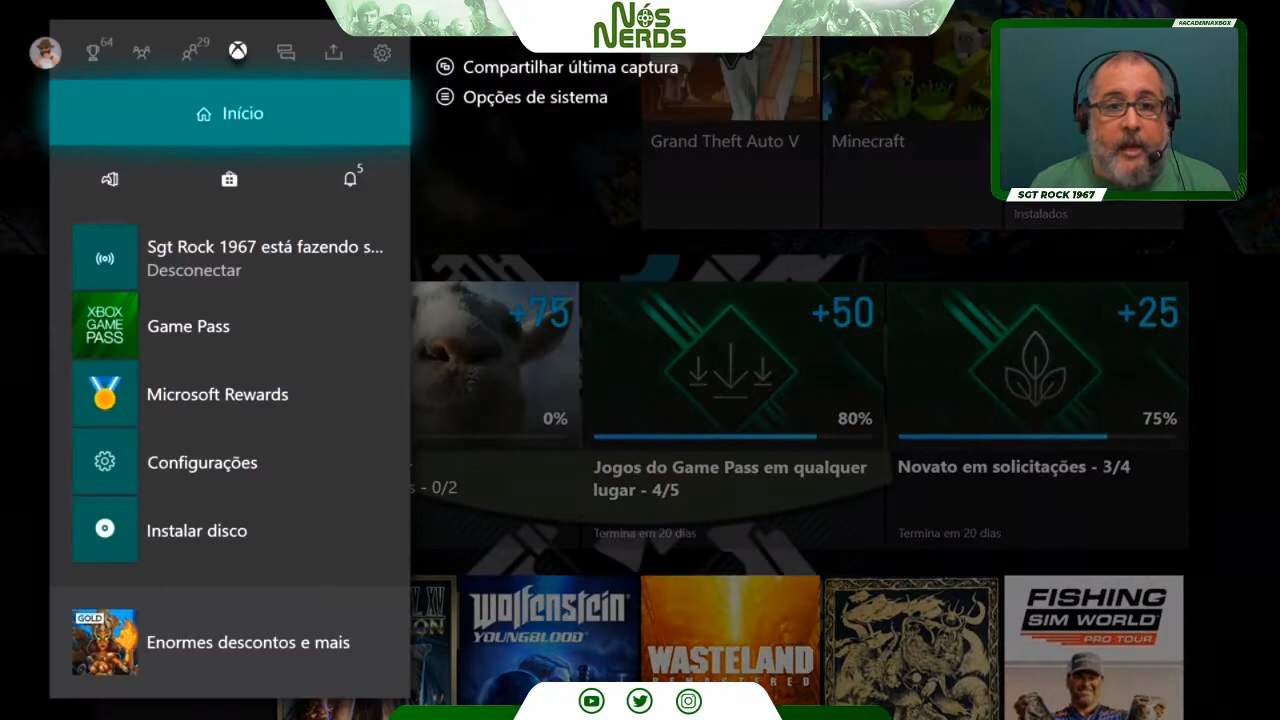 Nós
NERDS
#ACADEMIAXBOX
SGT ROCK 1967
64
29
Início
5
Sgt Rock 1967 está fazendo s...
Desconectar
XBOX
GAME
PASS
Game Pass
Microsoft Rewards
Configurações
Instalar disco
GOLD
Enormes descontos e mais
Compartilhar última captura
Opções de sistema
Grand Theft Auto V
Minecraft
Instalados
+75
0%
s - 0/2
+50
80%
Jogos do Game Pass em qualquer
lugar - 4/5
Termina em 20 dias
+25
75%
Novato em solicitações - 3/4
Termina em 20 dias
XV
Wolfenstein
YOUNGBLOOD
WASTELAND
REMASTERED
FISHING
SIM WORLD
PRO TOUR